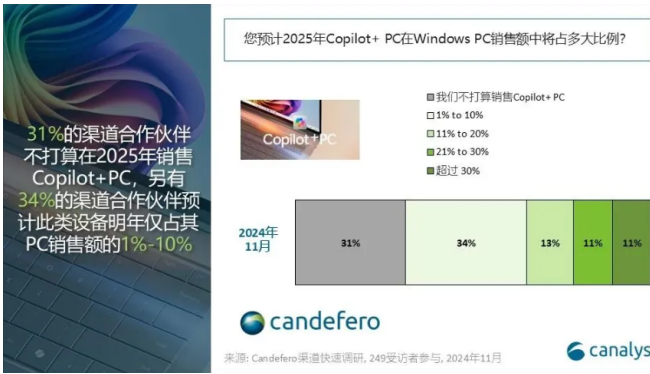 31%的渠道合作伙伴
不打算在2025年销售
Copilot+PC，另有
34%的渠道合作伙伴预
计此类设备明年仅占其
PC销售额的1%-10%
您预计2025年Copilot+ PC在Windows PC销售额中将占多大比例？
Copilot+PC
我们不打算销售Copilot+ PC
1% to 10%
11% to 20%
21% to 30%
超过 30%
2024年
11月
31%
34%
13%
11%
11%
candefero
来源: Candefero渠道快速调研, 249受访者参与, 2024年11月
canalys